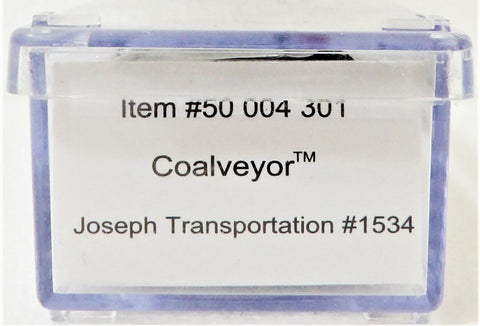 Item #50 004 301
Coalveyor™
Joseph Transportation #1534